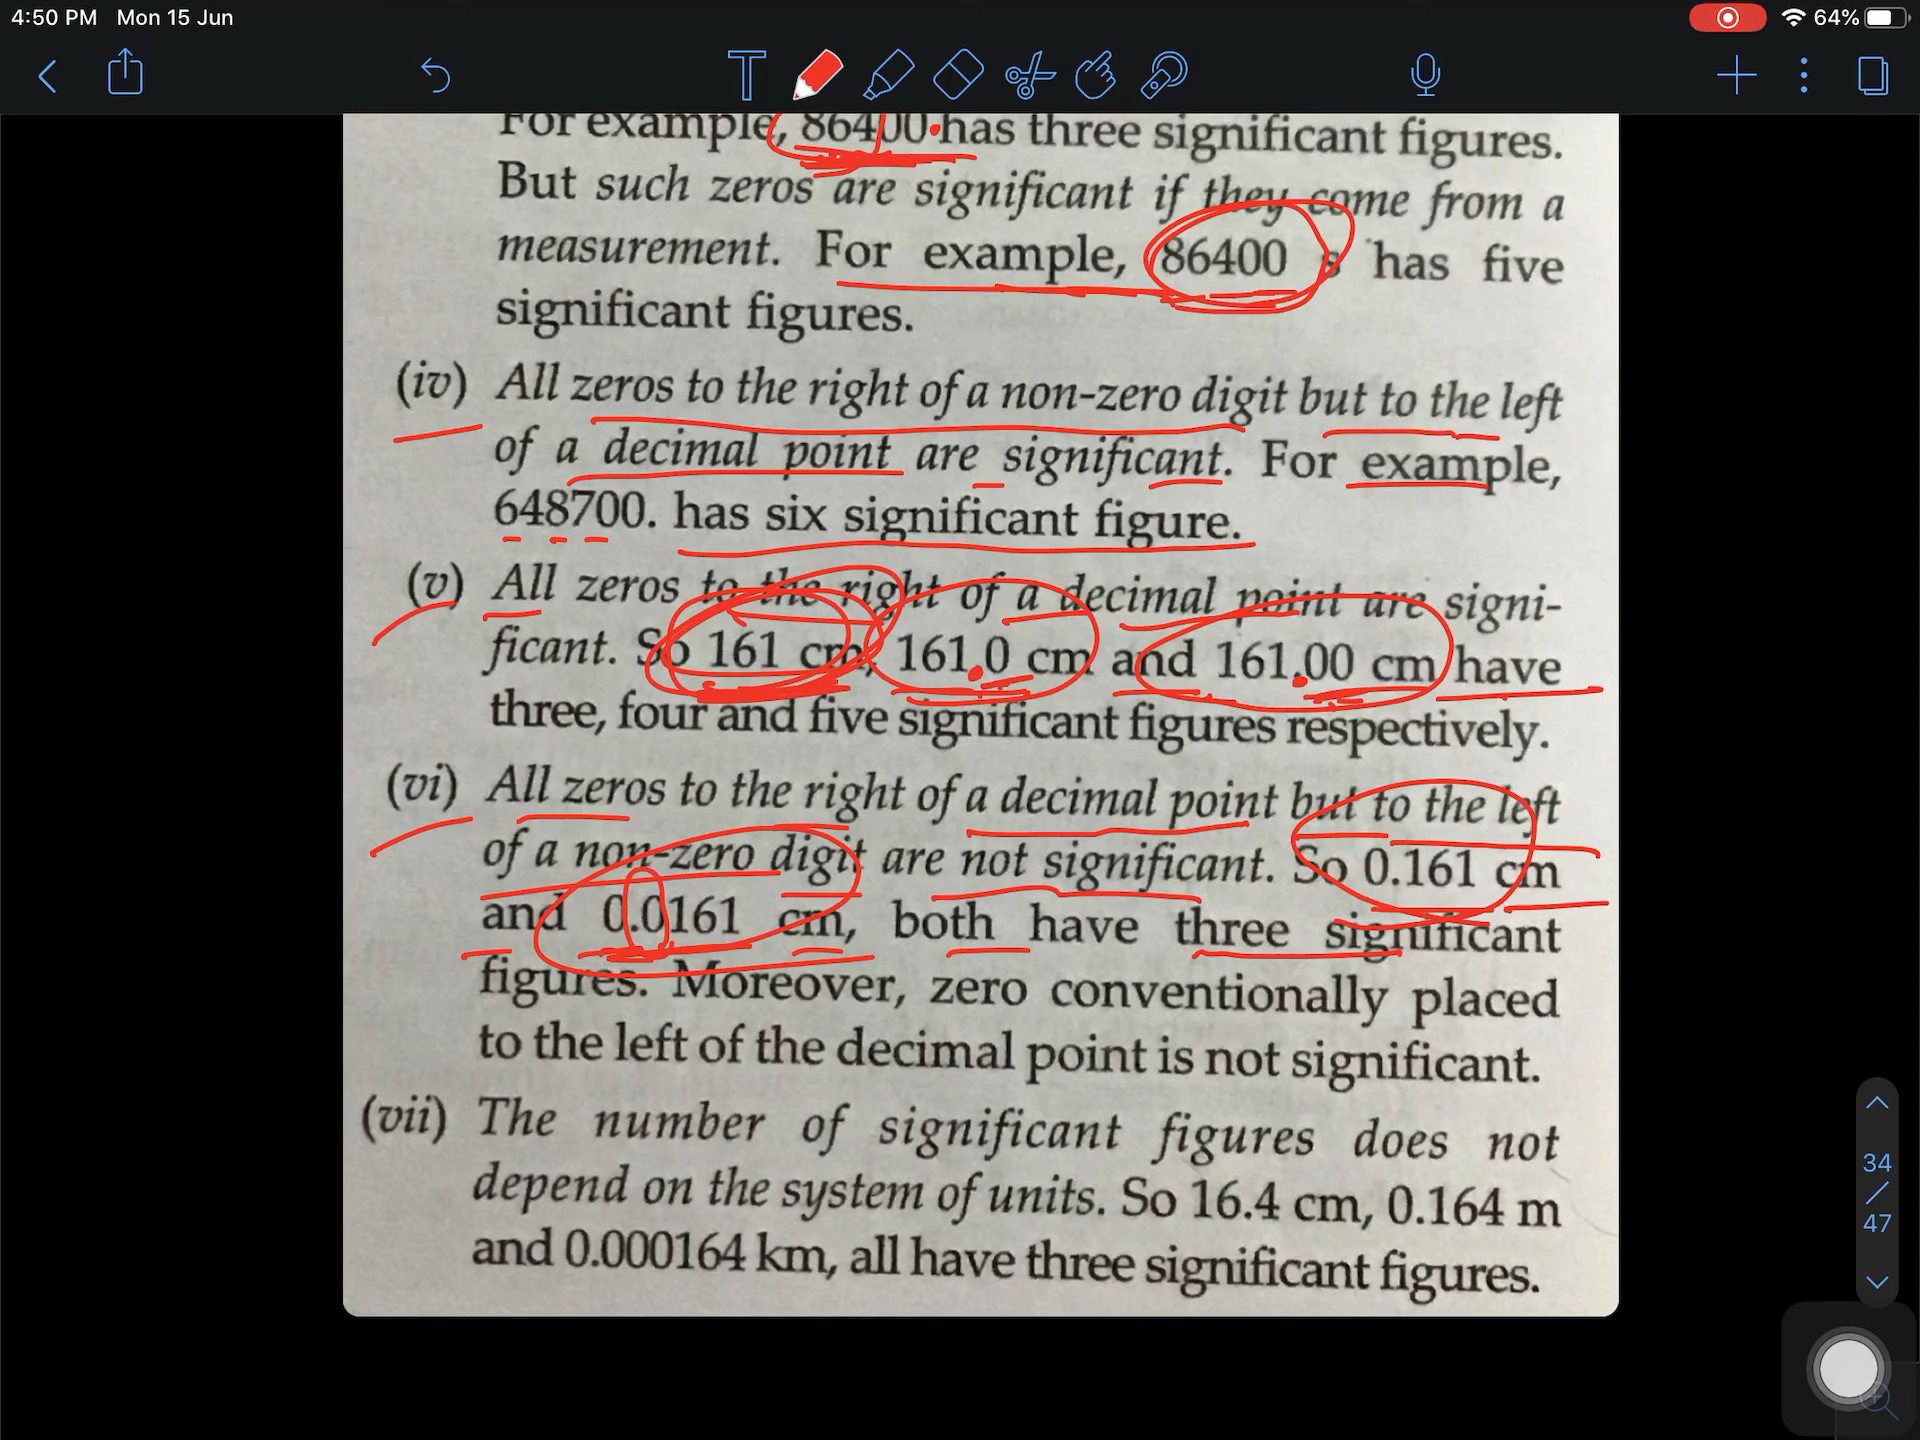 4:50 PM Mon 15 Jun
64%
For example, 86400 has three significant figures.
But such zeros are significant if they come from a
measurement. For example, 86400 s has five
significant figures.
(iv) All zeros to the right of a non-zero digit but to the left
of a decimal point are significant. For example,
648700. has six significant figure.
(v) All zeros to the right of a decimal point are signi-
ficant. So 161 cm, 161.0 cm and 161.00 cm have
three, four and five significant figures respectively.
(vi) All zeros to the right of a decimal point but to the left
of a non-zero digit are not significant. So 0.161 cm
and 0.0161 cm, both have three significant
figures. Moreover, zero conventionally placed
to the left of the decimal point is not significant.
(vii) The number of significant figures does not
depend on the system of units. So 16.4 cm, 0.164 m
and 0.000164 km, all have three significant figures.
34
/
47